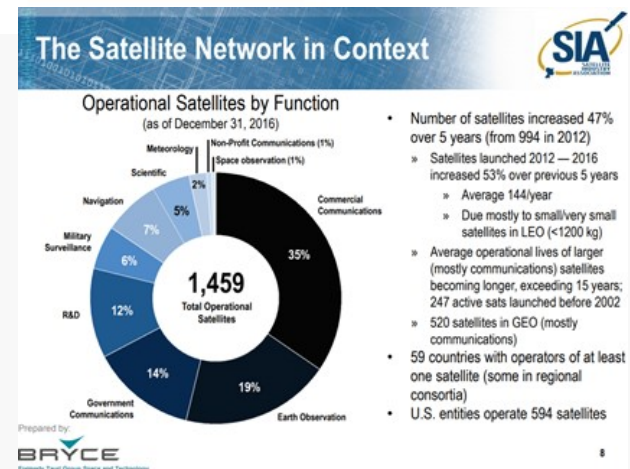 The Satellite Network in Context
SIA
SATELLITE
INDUSTRY
ASSOCIATION
Operational Satellites by Function
(as of December 31, 2016)
Non-Profit Communications (1%)
Meteorology
Space observation (1%)
Scientific
2%
Navigation
5%
Commercial
Communications
7%
Military
Surveillance
35%
6%
1,459
Total Operational
Satellites
R&D
12%
14%
19%
Government
Communications
Earth Observation
• Number of satellites increased 47%
over 5 years (from 994 in 2012)
» Satellites launched 2012 — 2016
increased 53% over previous 5 years
» Average 144/year
» Due mostly to small/very small
satellites in LEO (<1200 kg)
» Average operational lives of larger
(mostly communications) satellites
becoming longer, exceeding 15 years;
247 active sats launched before 2002
» 520 satellites in GEO (mostly
communications)
• 59 countries with operators of at least
one satellite (some in regional
consortia)
• U.S. entities operate 594 satellites
Prepared by:
BRYCE
Formerly Tauri Group Space and Technology
8